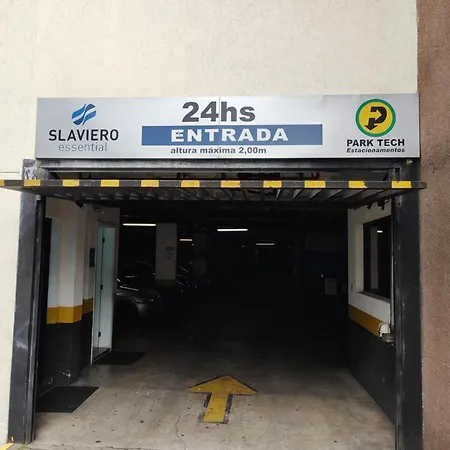 SLAVIERO
essential
24hs
ENTRADA
altura máxima 2,00m
PARK TECH
Estacionamentos